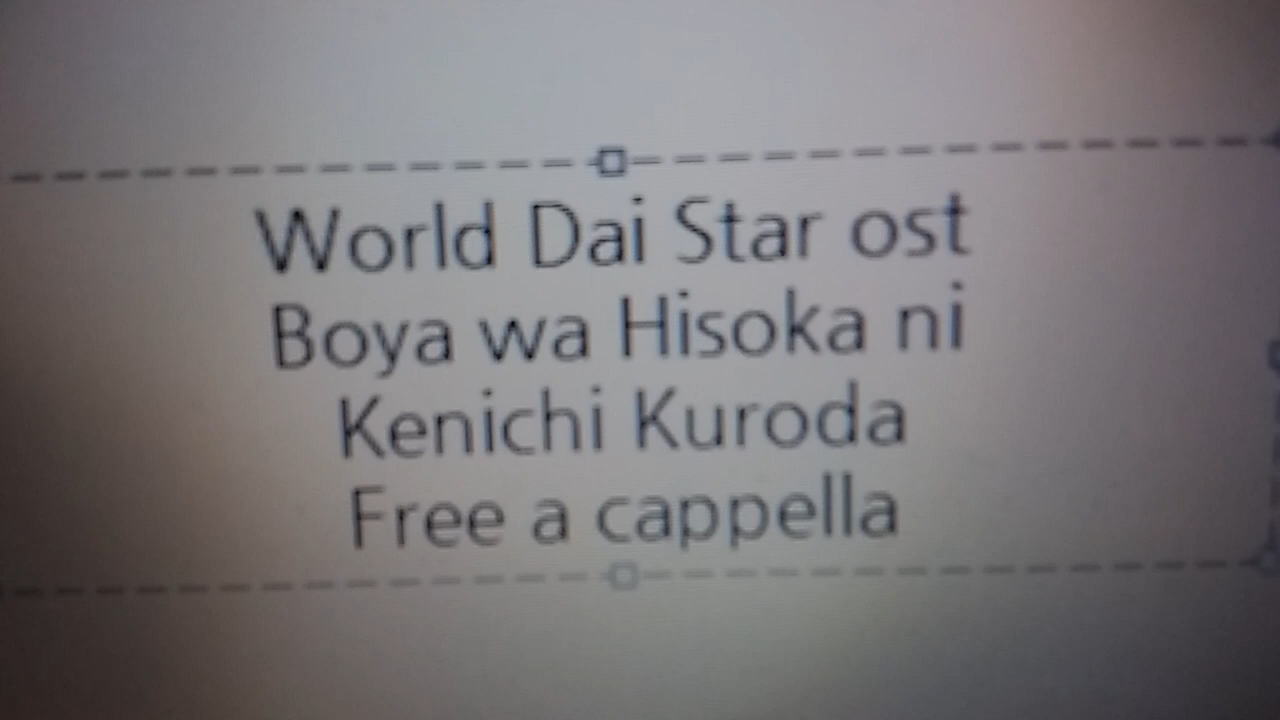 World Dai Star ost
Boya wa Hisoka ni
Kenichi Kuroda
Free a cappella